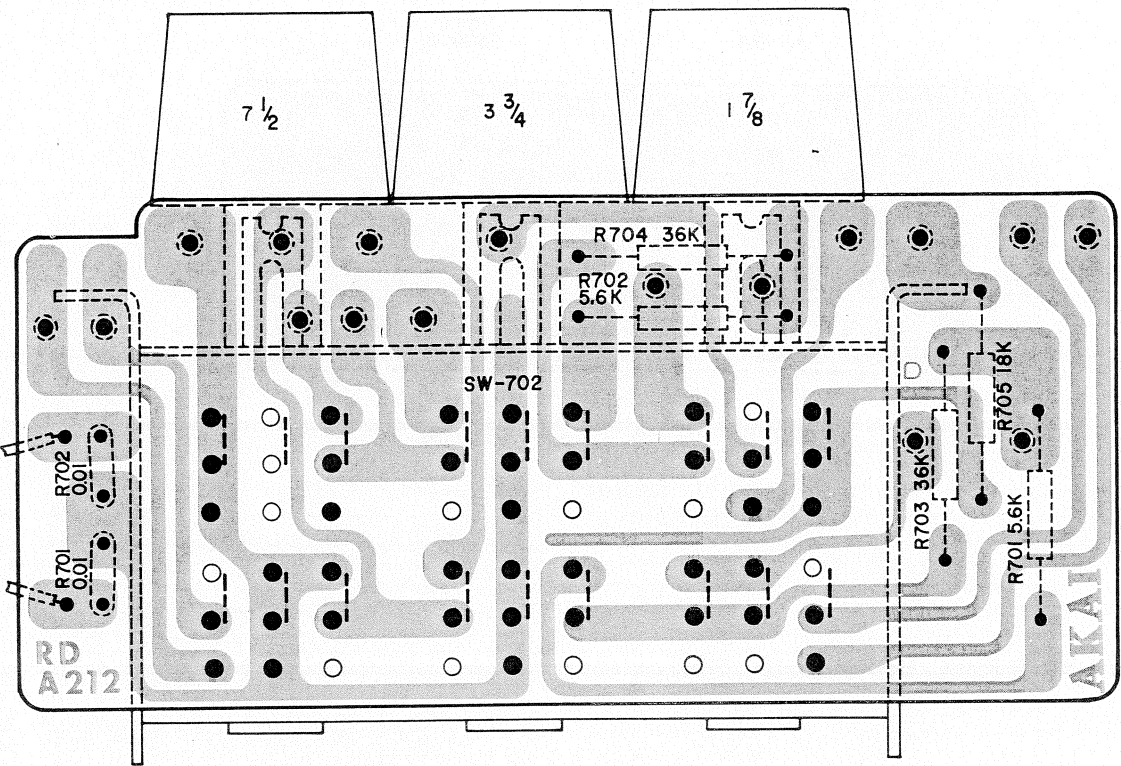 7 1/2
3 3/4
1 7/8
R704 36K
R702
5.6K
SW-702
R705 18K
R703 36K
R701 5.6K
R702
0.01
R701
0.01
RD
A212
AKAI